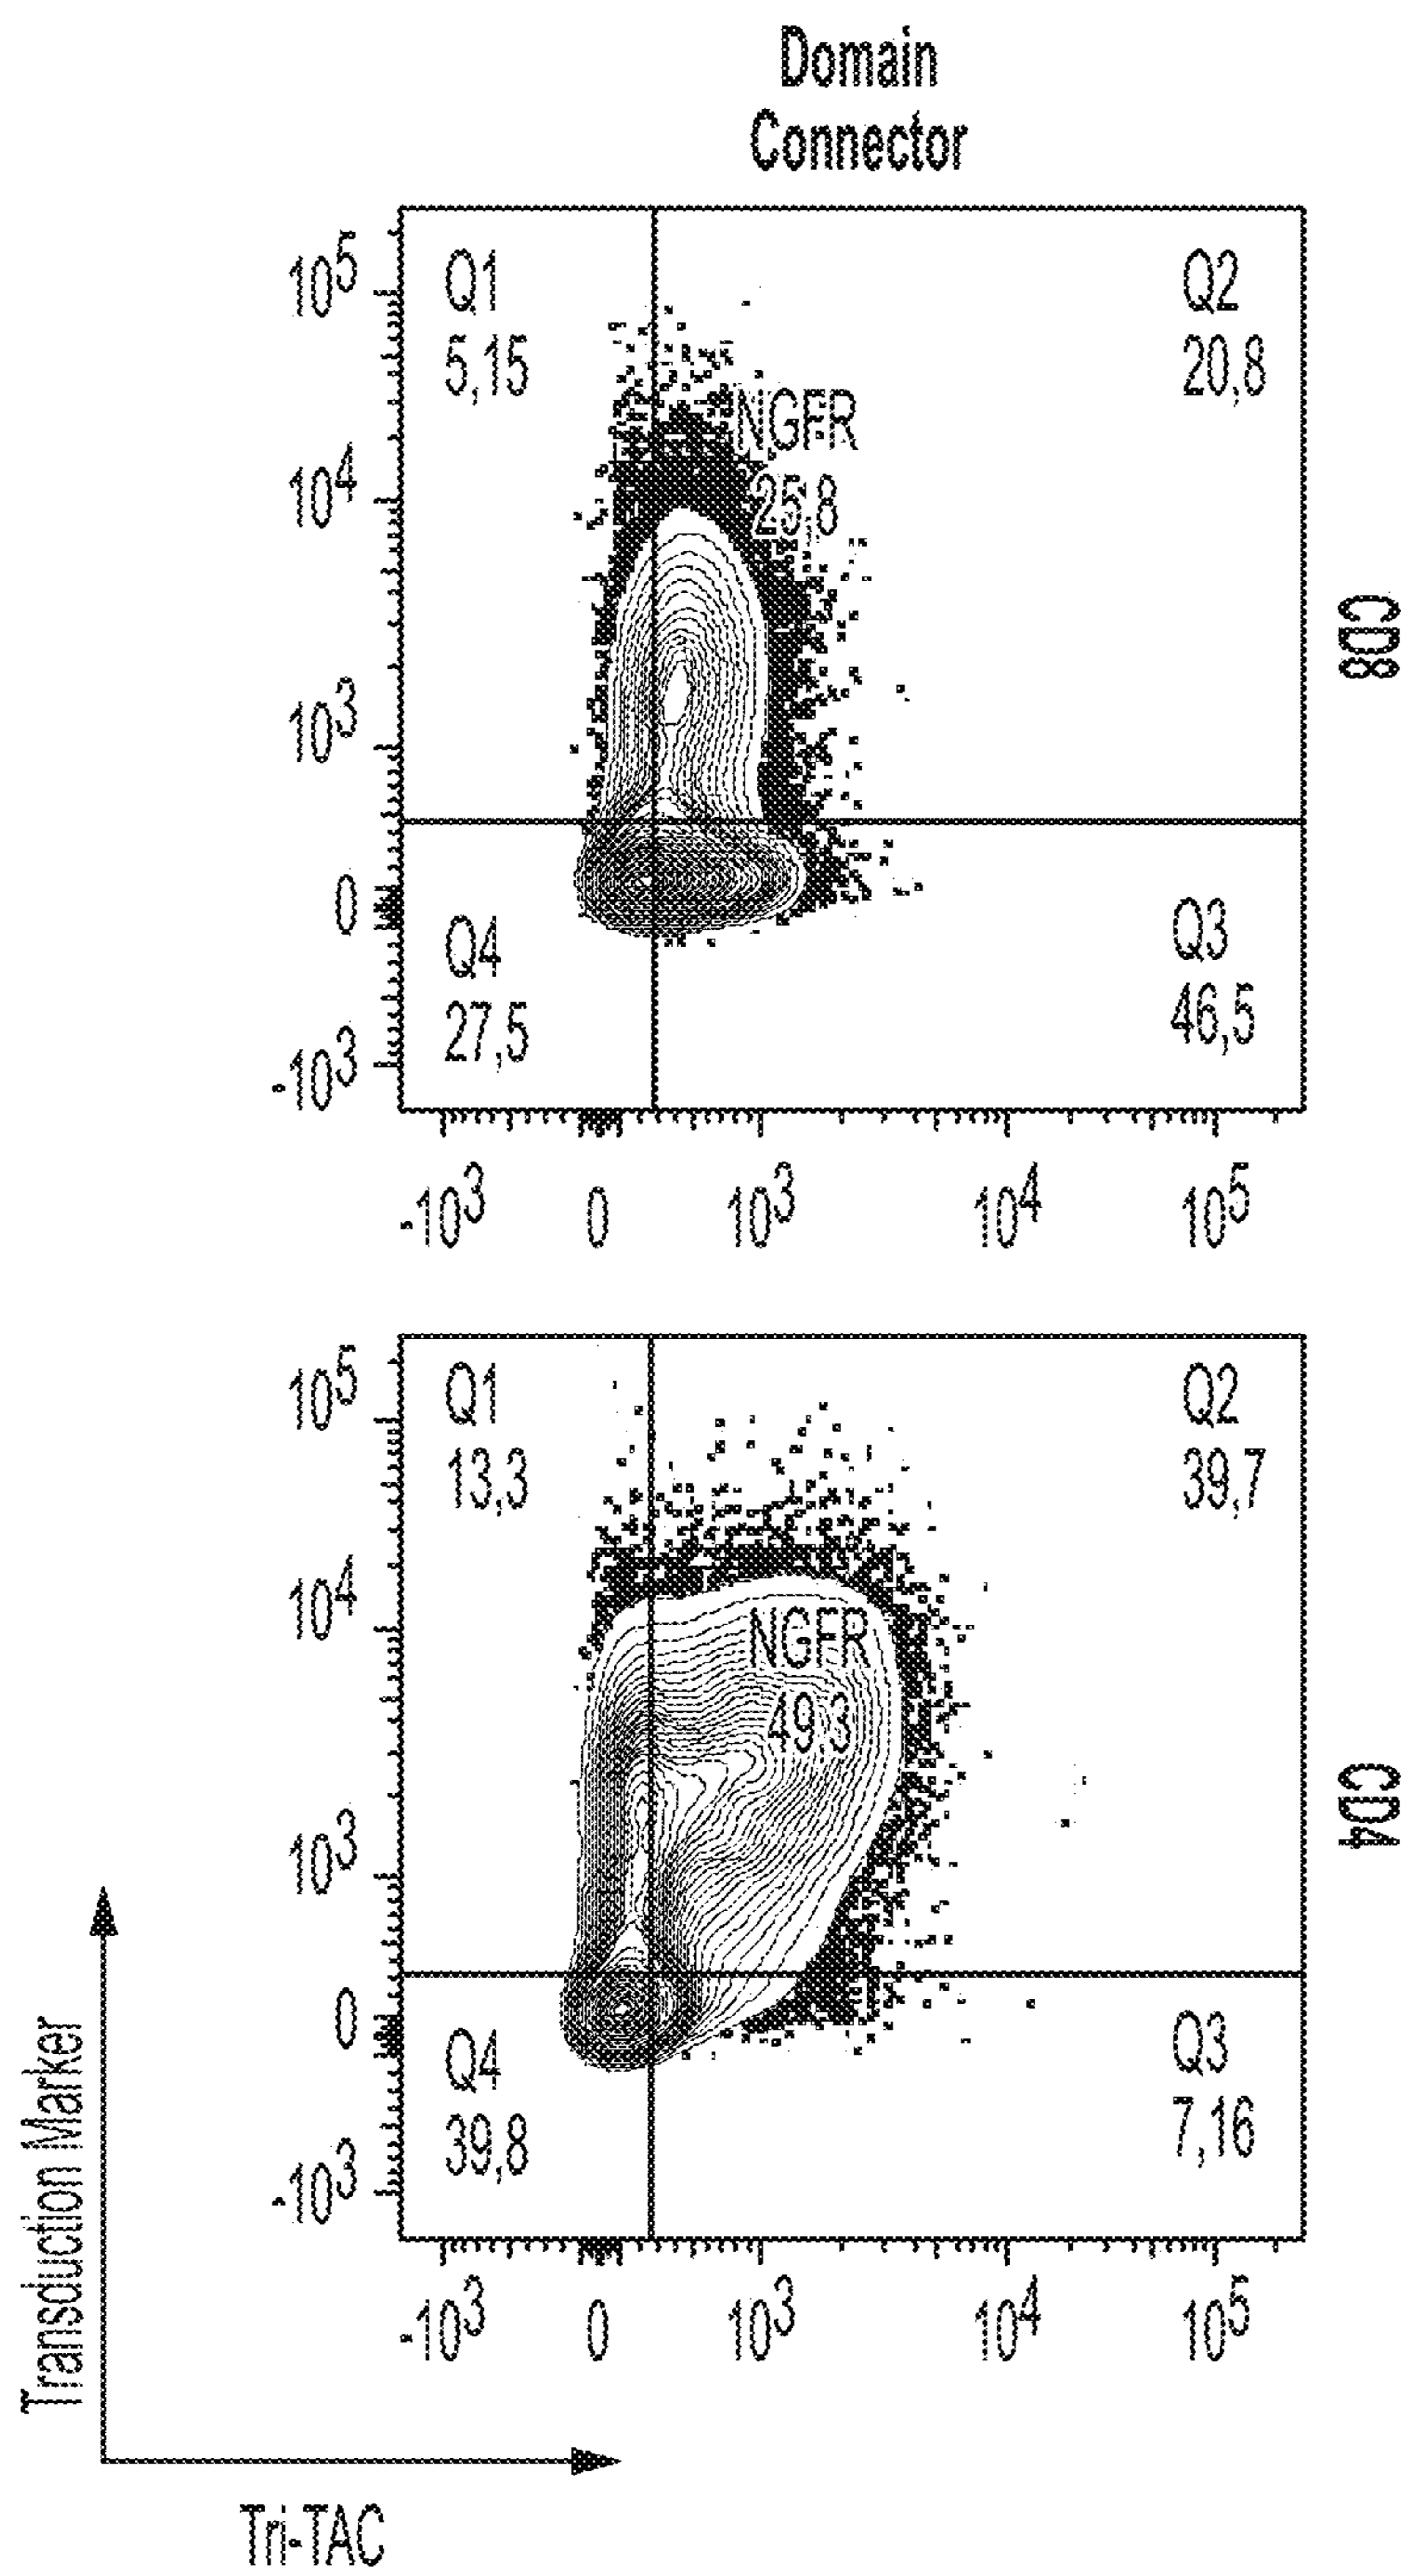 Domain
Connector
10^5
10^4
10^3
0
-10^3
Q1
5,15
Q2
20,8
NGFR
25,8
Q4
27,5
Q3
46,5
-10^3 0 10^3 10^4 10^5
CD8
10^5
10^4
10^3
0
-10^3
Q1
13,3
Q2
39,7
NGFR
49,3
Q4
39,8
Q3
7,16
-10^3 0 10^3 10^4 10^5
CD4
Transduction Marker
Tri-TAC